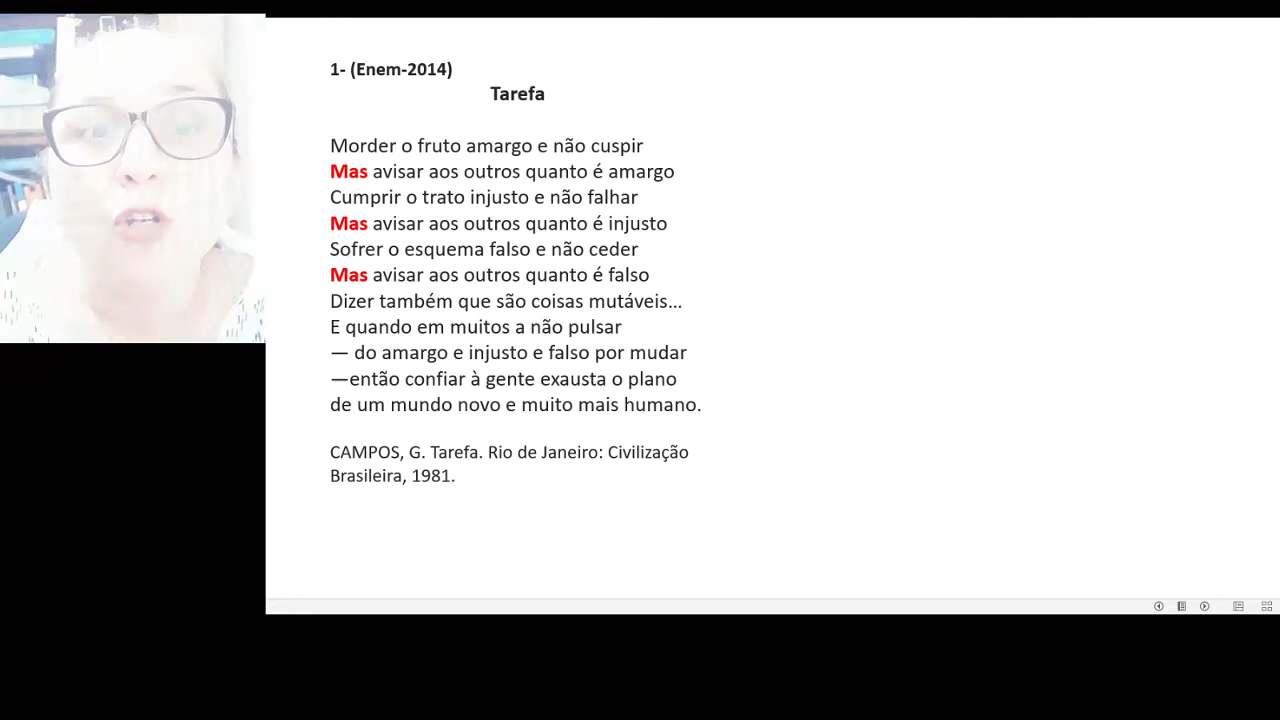 1- (Enem-2014)
Tarefa
Morder o fruto amargo e não cuspir
Mas avisar aos outros quanto é amargo
Cumprir o trato injusto e não falhar
Mas avisar aos outros quanto é injusto
Sofrer o esquema falso e não ceder
Mas avisar aos outros quanto é falso
Dizer também que são coisas mutáveis...
E quando em muitos a não pulsar
— do amargo e injusto e falso por mudar
—então confiar à gente exausta o plano
de um mundo novo e muito mais humano.
CAMPOS, G. Tarefa. Rio de Janeiro: Civilização
Brasileira, 1981.